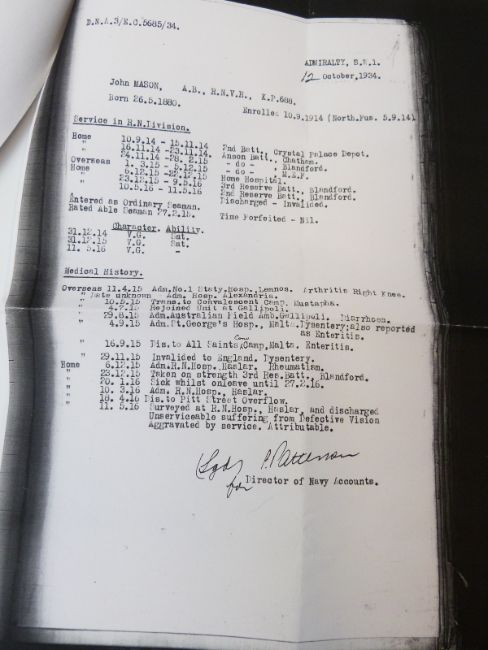 D.N.A.3/E.C.5685/34.
ADMIRALTY, S.E.1.
12 October, 1934.
John MASON, A.B., R.N.V.R., K.P.688.
Born 26.5.1880.
Enrolled 10.9.1914 (North.Fus. 5.9.14)
Service in R.N.Division.
Home 10.9.14 - 15.11.14 2nd Batt., Crystal Palace Depot.
" 16.11.14 - 23.11.14 Anson Batt., Chatham.
" 24.11.14 - 28. 2.15 - do - , Blandford.
Overseas 1. 3.15 - 5.12.15 - do - , M.E.F.
Home 6.12.15 - 22.12.15 Home Hospital.
" 23.12.15 - 9.5.16 3rd Reserve Batt., Blandford.
" 10.5.16 - 11.5.16 2nd Reserve Batt., Blandford.
Discharged - Invalided.
Entered as Ordinary Seaman.
Rated Able Seaman 27.2.15.
Time Forfeited - Nil.
Character. Ability.
31.12.14 V.G. Sat.
31.12.15 V.G. Sat.
11. 5.16 V.G. -
Medical History.
Overseas 11.4.15 Adm.No.1 Staty.Hosp., Lemnos. Arthritis Right Knee.
" Date unknown Adm. Hosp. Alexandria.
" 10.5.15 Trans.to Convalescent Camp, Mustapha.
" 4.7.15 Rejoined Unit at Gallipoli.
" 29.8.15 Adm.Australian Field Amb.Gallipoli. Diarrhoea.
" 4.9.15 Adm.St.George's Hosp, Malta.Dysentery;also reported
as Enteritis.
" 16.9.15 Dis.to All Saints Con Camp,Malta. Enteritis.
" 29.11.15 Invalided to England, Dysentery.
Home 6.12.15 Adm.R.N.Hosp.Haslar. Rheumatism.
" 23.12.15 Taken on strength 3rd Res.Batt., Blandford.
" 20. 1.16 Sick whilst onleave until 27.2.16.
" 10. 3.16 Adm. R.N.Hosp., Haslar.
" 18. 4.16 Dis.to Pitt Street Overflow.
" 11. 5.16 Surveyed at R.N.Hosp., Haslar, and discharged
Unserviceable suffering from Defective Vision
Aggravated by service. Attributable.
(Sgd) P. Patterson
for Director of Navy Accounts.